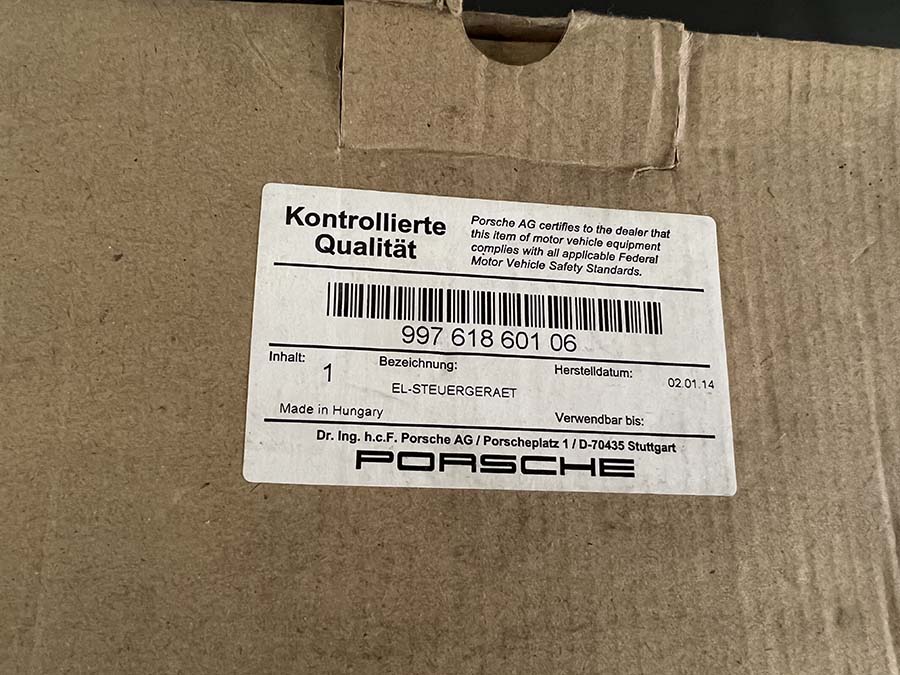 Kontrollierte
Qualität
Porsche AG certifies to the dealer that
this item of motor vehicle equipment
complies with all applicable Federal
Motor Vehicle Safety Standards.
997 618 601 06
Inhalt:
1
Bezeichnung:
EL-STEUERGERAET
Herstelldatum:
02.01.14
Made in Hungary
Verwendbar bis:
Dr. Ing. h.c.F. Porsche AG / Porscheplatz 1 / D-70435 Stuttgart
PORSCHE